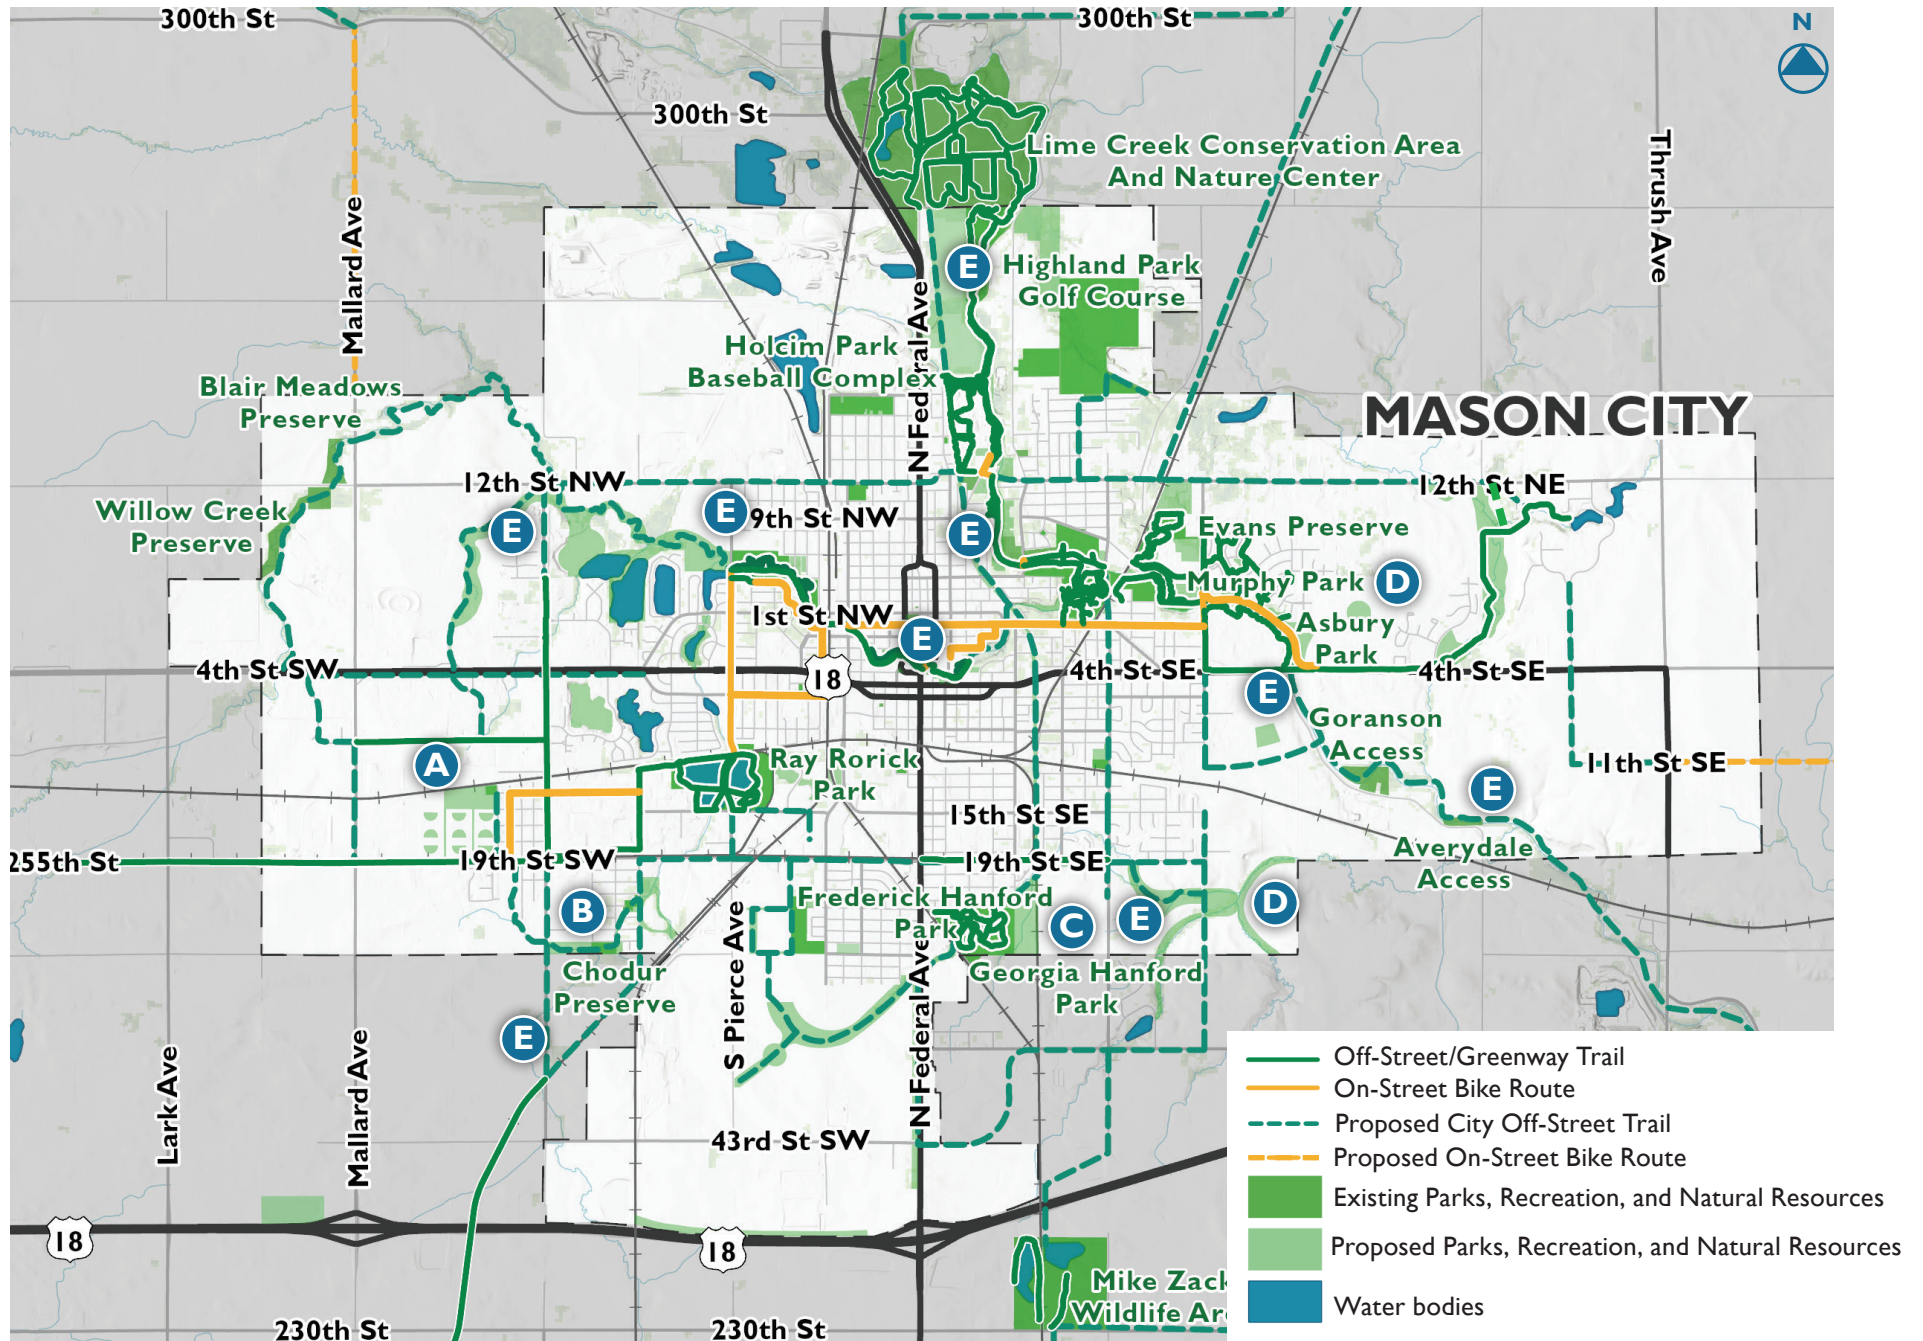 300th St
300th St
N
300th St
Lime Creek Conservation Area
And Nature Center
Thrush Ave
Mallard Ave
E
Highland Park
Golf Course
N Federal Ave
Holcim Park
Baseball Complex
Blair Meadows
Preserve
MASON CITY
12th St NW
12th St NE
Willow Creek
Preserve
E
E
9th St NW
E
Evans Preserve
Murphy Park
D
1st St NW
E
Asbury
Park
4th St SW
18
4th St SE
4th St SE
E
Goranson
Access
A
Ray Rorick
Park
11th St SE
E
15th St SE
255th St
19th St SW
19th St SE
Averydale
Access
B
Frederick Hanford
Park
C
E
D
S Pierce Ave
N Federal Ave
Chodur
Preserve
Georgia Hanford
Park
E
Lark Ave
Mallard Ave
43rd St SW
18
18
Mike Zack
Wildlife Ar
230th St
230th St
Off-Street/Greenway Trail
On-Street Bike Route
Proposed City Off-Street Trail
Proposed On-Street Bike Route
Existing Parks, Recreation, and Natural Resources
Proposed Parks, Recreation, and Natural Resources
Water bodies